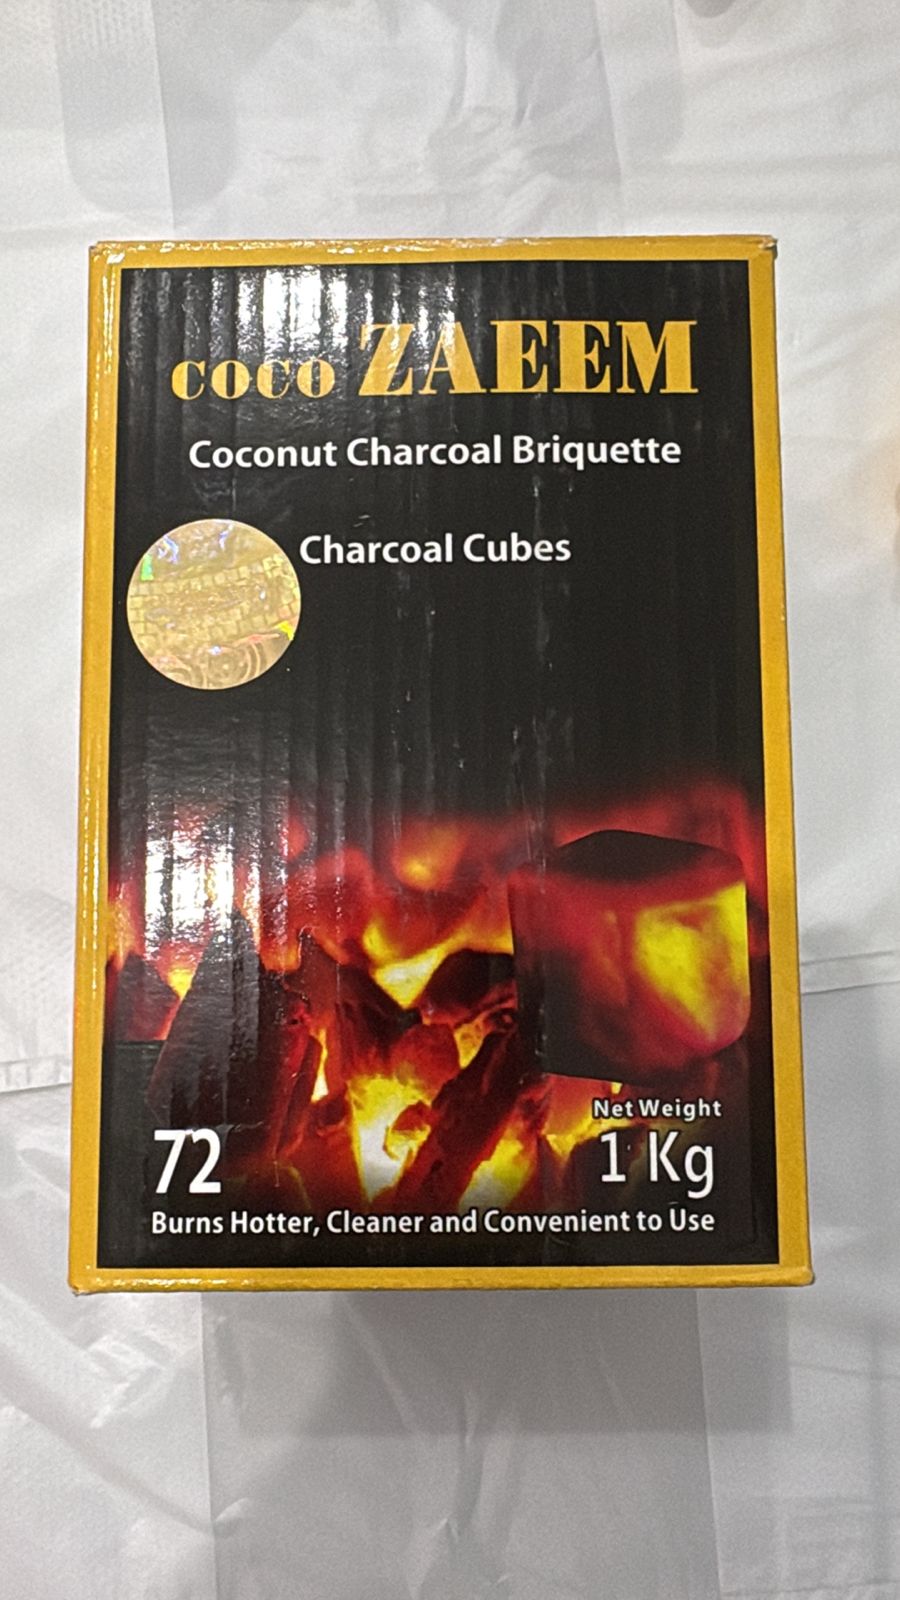 COCO ZAEEM
Coconut Charcoal Briquette
Charcoal Cubes
Net Weight
72 1 Kg
Burns Hotter, Cleaner and Convenient to Use